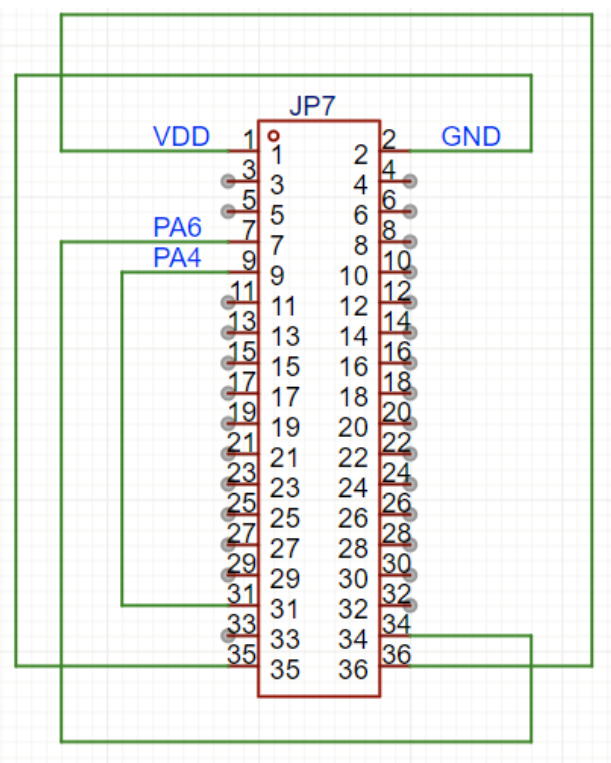 JP7
VDD 1 1 2 2 GND
3 3 4 4
5 5 6 6
PA6 7 7 8 8
PA4 9 9 10 10
11 11 12 12
13 13 14 14
15 15 16 16
17 17 18 18
19 19 20 20
21 21 22 22
23 23 24 24
25 25 26 26
27 27 28 28
29 29 30 30
31 31 32 32
33 33 34 34
35 35 36 36